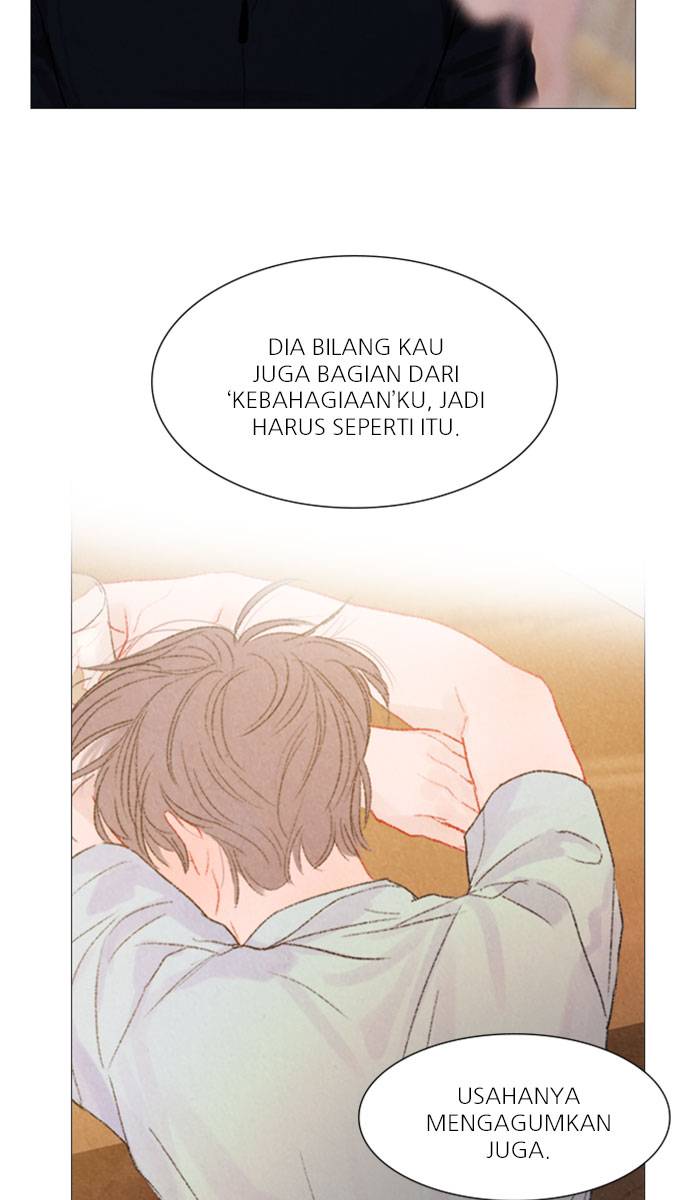 DIA BILANG KAU
JUGA BAGIAN DARI
‘KEBAHAGIAAN’KU, JADI
HARUS SEPERTI ITU.
USAHANYA
MENGAGUMKAN
JUGA.